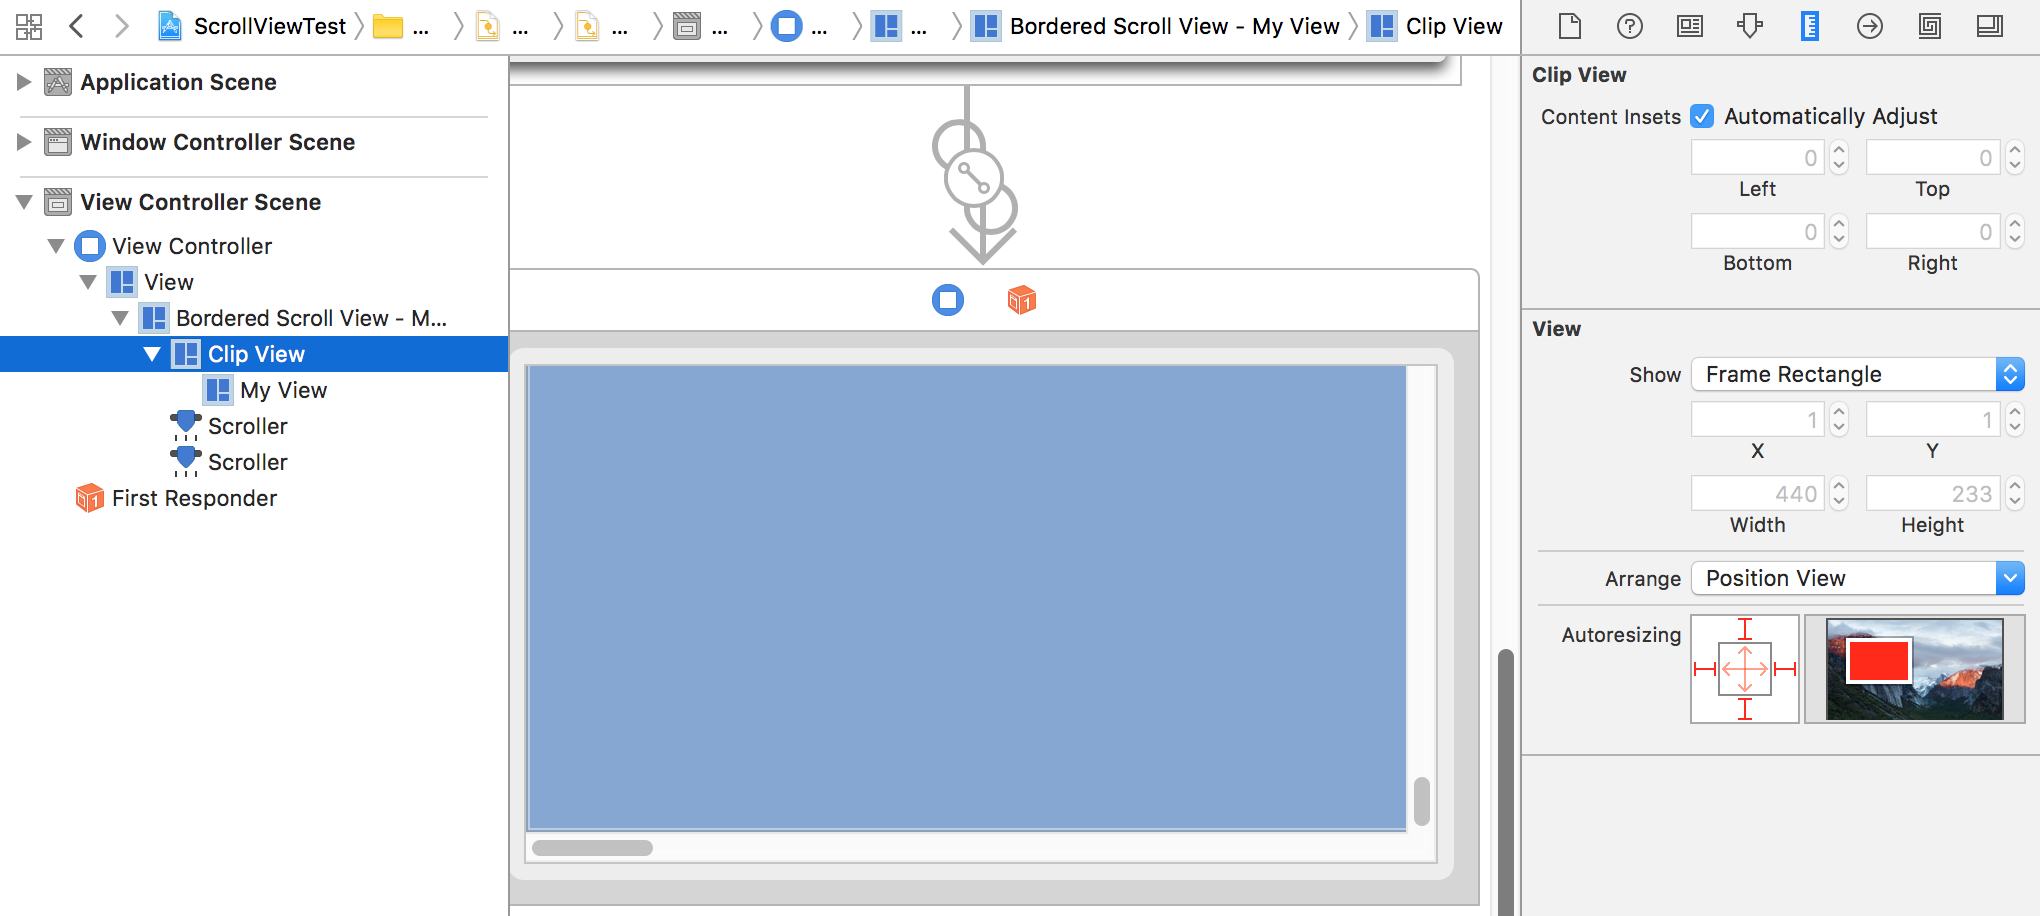 ScrollViewTest ... ... ... ... ... ... Bordered Scroll View - My View Clip View
Application Scene
Window Controller Scene
View Controller Scene
View Controller
View
Bordered Scroll View - M...
Clip View
My View
Scroller
Scroller
First Responder
1
1
Clip View
Content Insets Automatically Adjust
0 0
Left Top
0 0
Bottom Right
View
Show Frame Rectangle
1 1
X Y
440 233
Width Height
Arrange Position View
Autoresizing